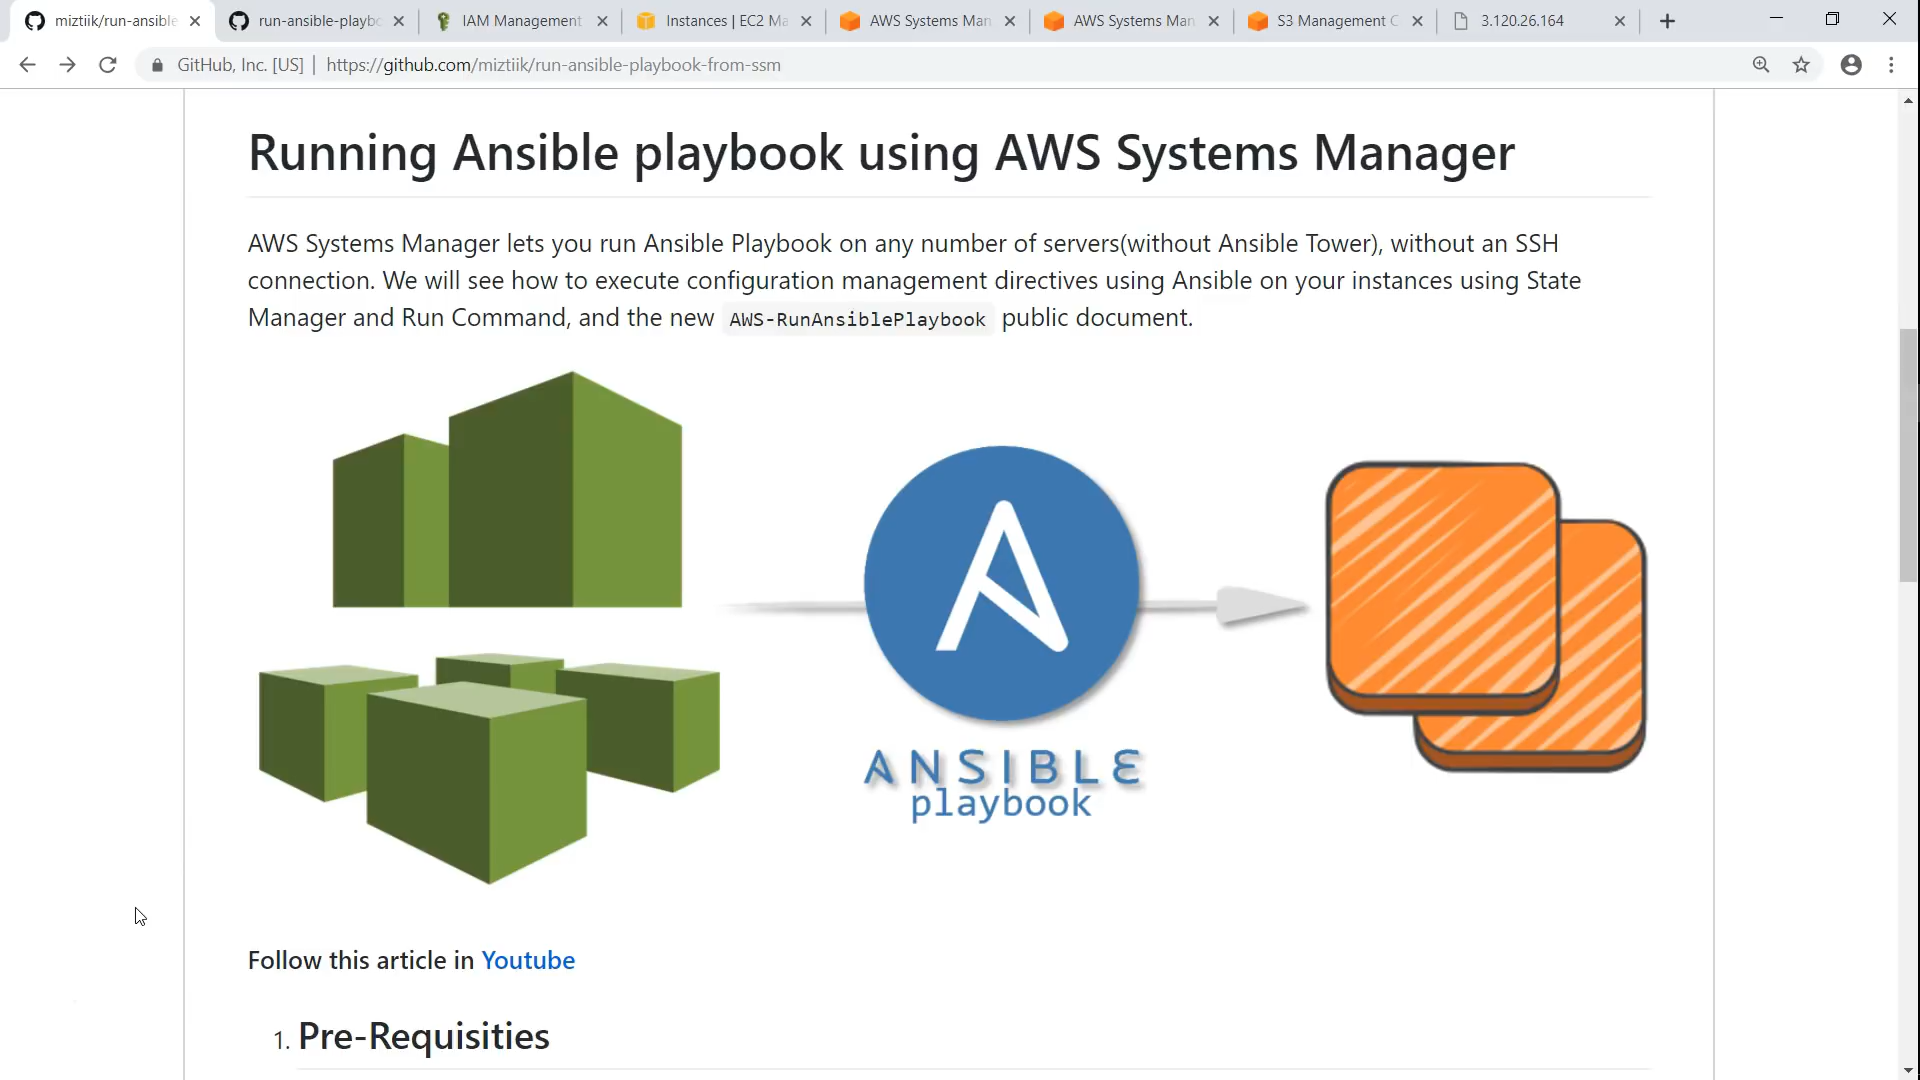 miztiik/run-ansible
run-ansible-playbo
IAM Management
Instances | EC2 Ma
AWS Systems Man
AWS Systems Man
S3 Management C
3.120.26.164
GitHub, Inc. [US] | https://github.com/miztiik/run-ansible-playbook-from-ssm
Running Ansible playbook using AWS Systems Manager
AWS Systems Manager lets you run Ansible Playbook on any number of servers(without Ansible Tower), without an SSH
connection. We will see how to execute configuration management directives using Ansible on your instances using State
Manager and Run Command, and the new AWS-RunAnsiblePlaybook public document.
ANSIBLE
playbook
Follow this article in Youtube
1. Pre-Requisities